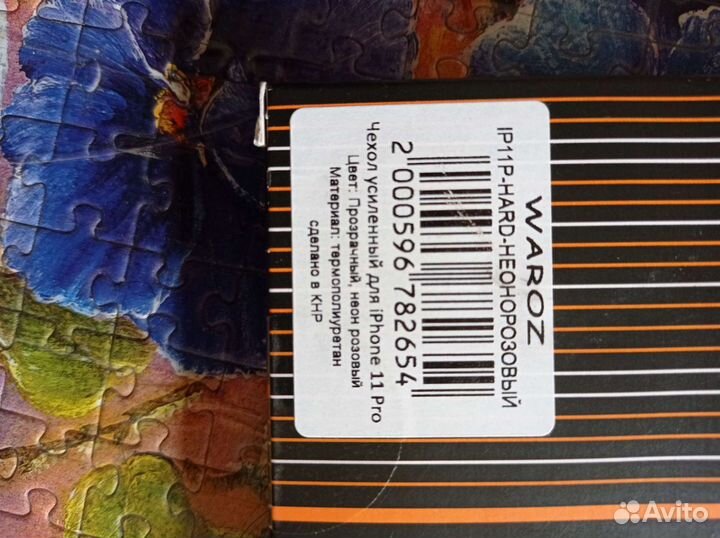 WAROZ
IP11P-HARD-НЕОНОРОЗОВЫЙ
2 000596 782654
Чехол усиленный для iPhone 11 Pro
Цвет: Прозрачный, неон розовый
Материал: термополиуретан
сделано в КНР
Avito